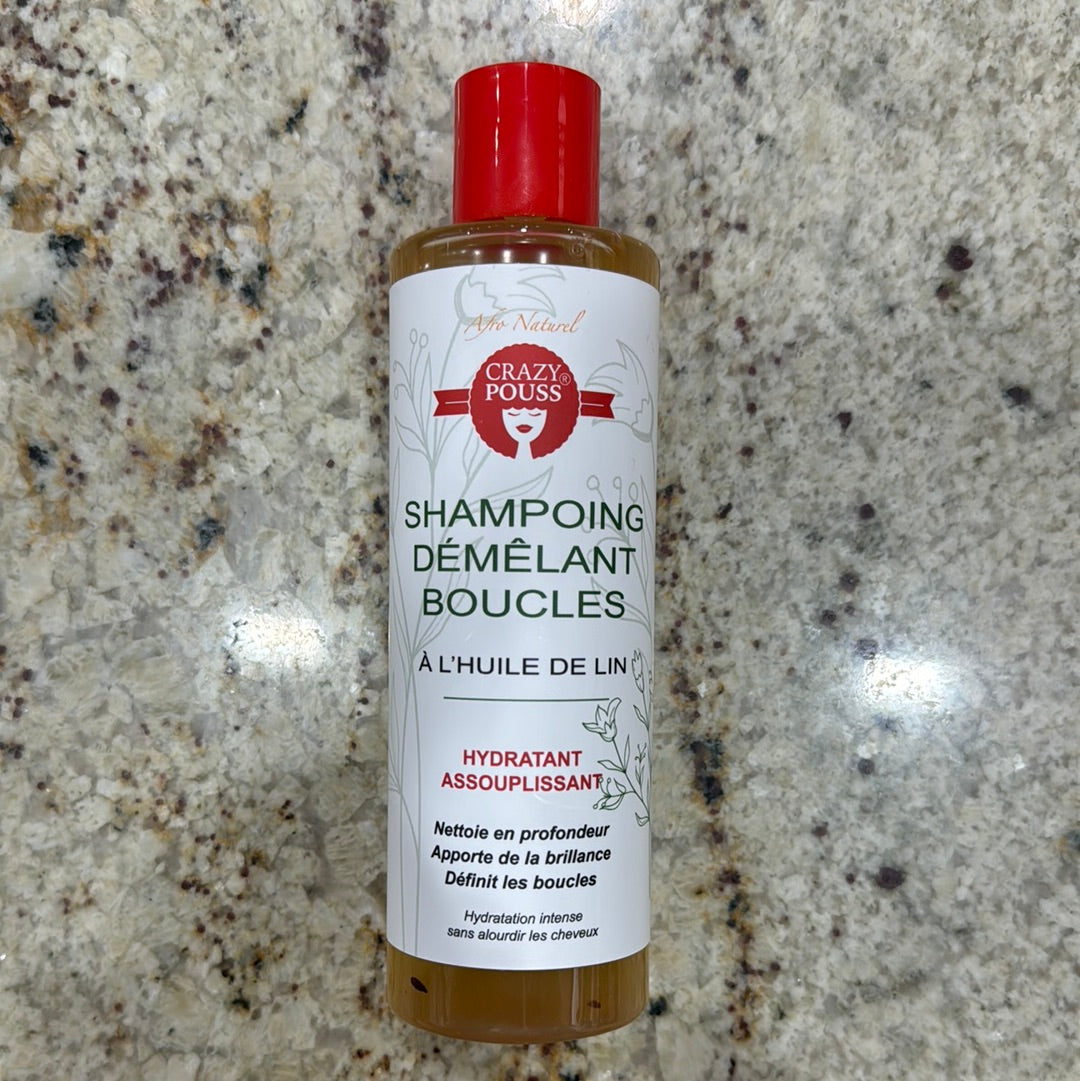 Afro Naturel
CRAZY
POUSS®
SHAMPOING
DÉMÊLANT
BOUCLES
À L'HUILE DE LIN
HYDRATANT
ASSOUPLISSANT
Nettoie en profondeur
Apporte de la brillance
Définit les boucles
Hydratation intense
sans alourdir les cheveux